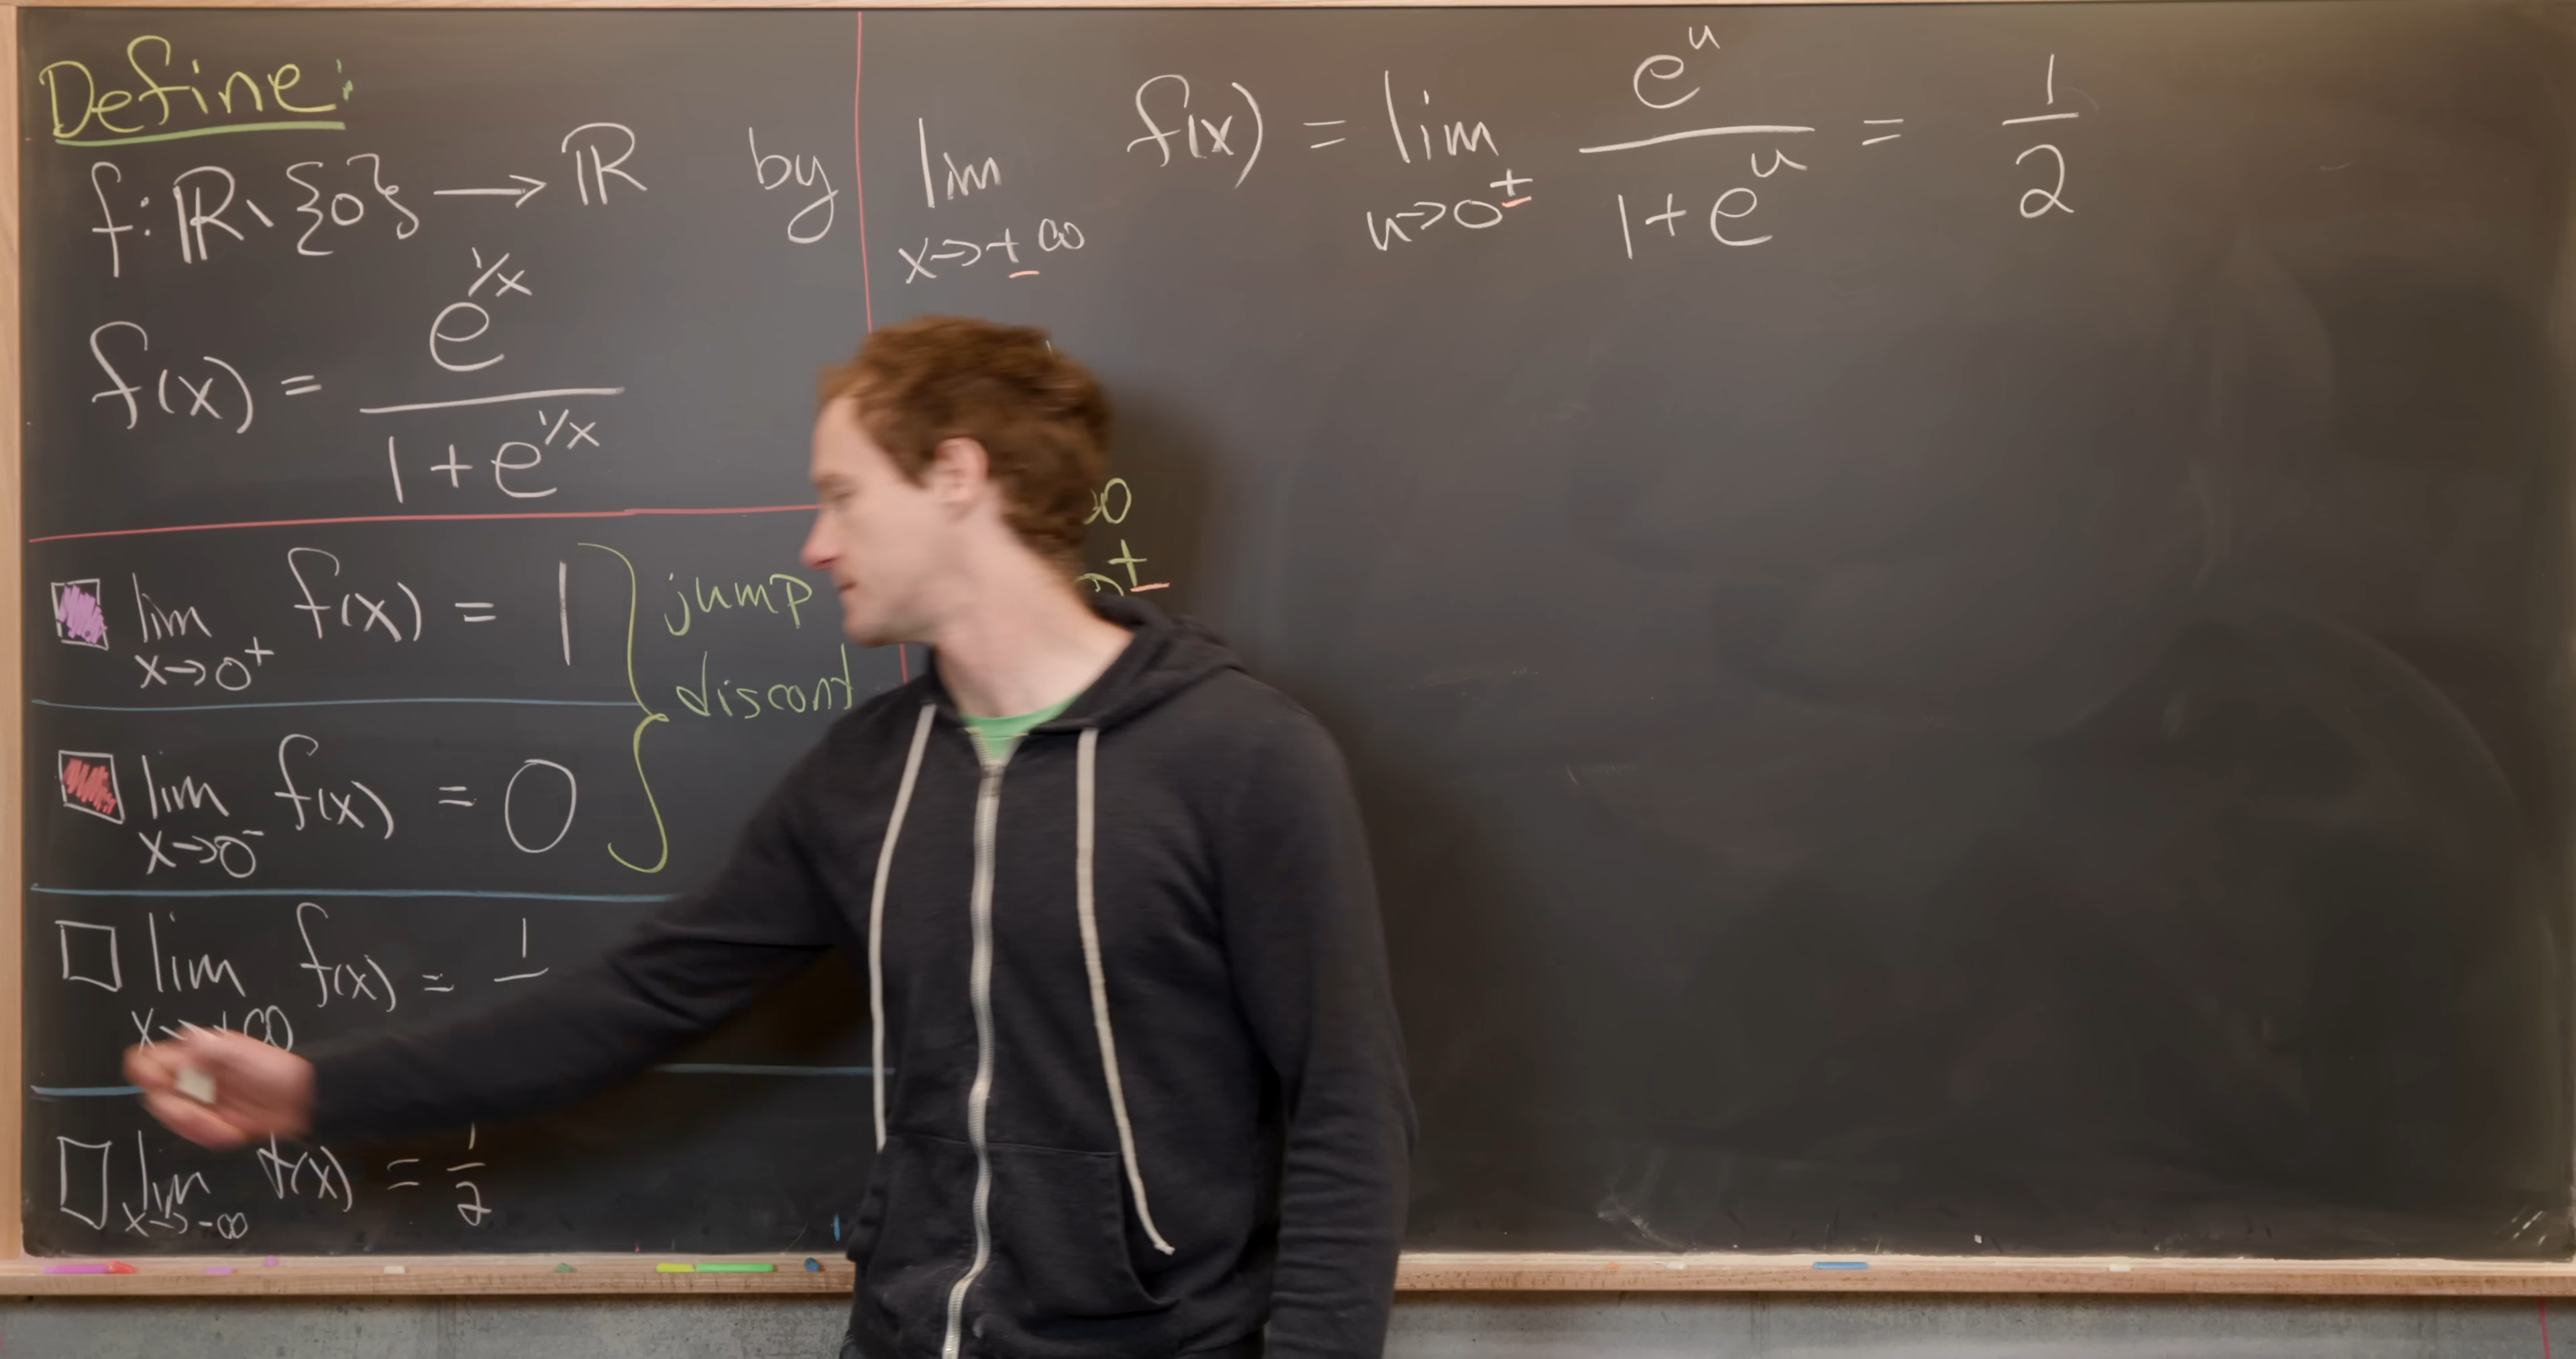 Define:
f: ℝ∖{0} → ℝ by
f(x) = e^{1/x} / (1 + e^{1/x})
lim_{x→0⁺} f(x) = 1
lim_{x→0⁻} f(x) = 0
} jump
discont
lim_{x→+∞} f(x) = 1
lim_{x→-∞} f(x) = 1/2
lim_{x→±∞} f(x) = lim_{u→0^±} e^u / (1 + e^u) = 1/2